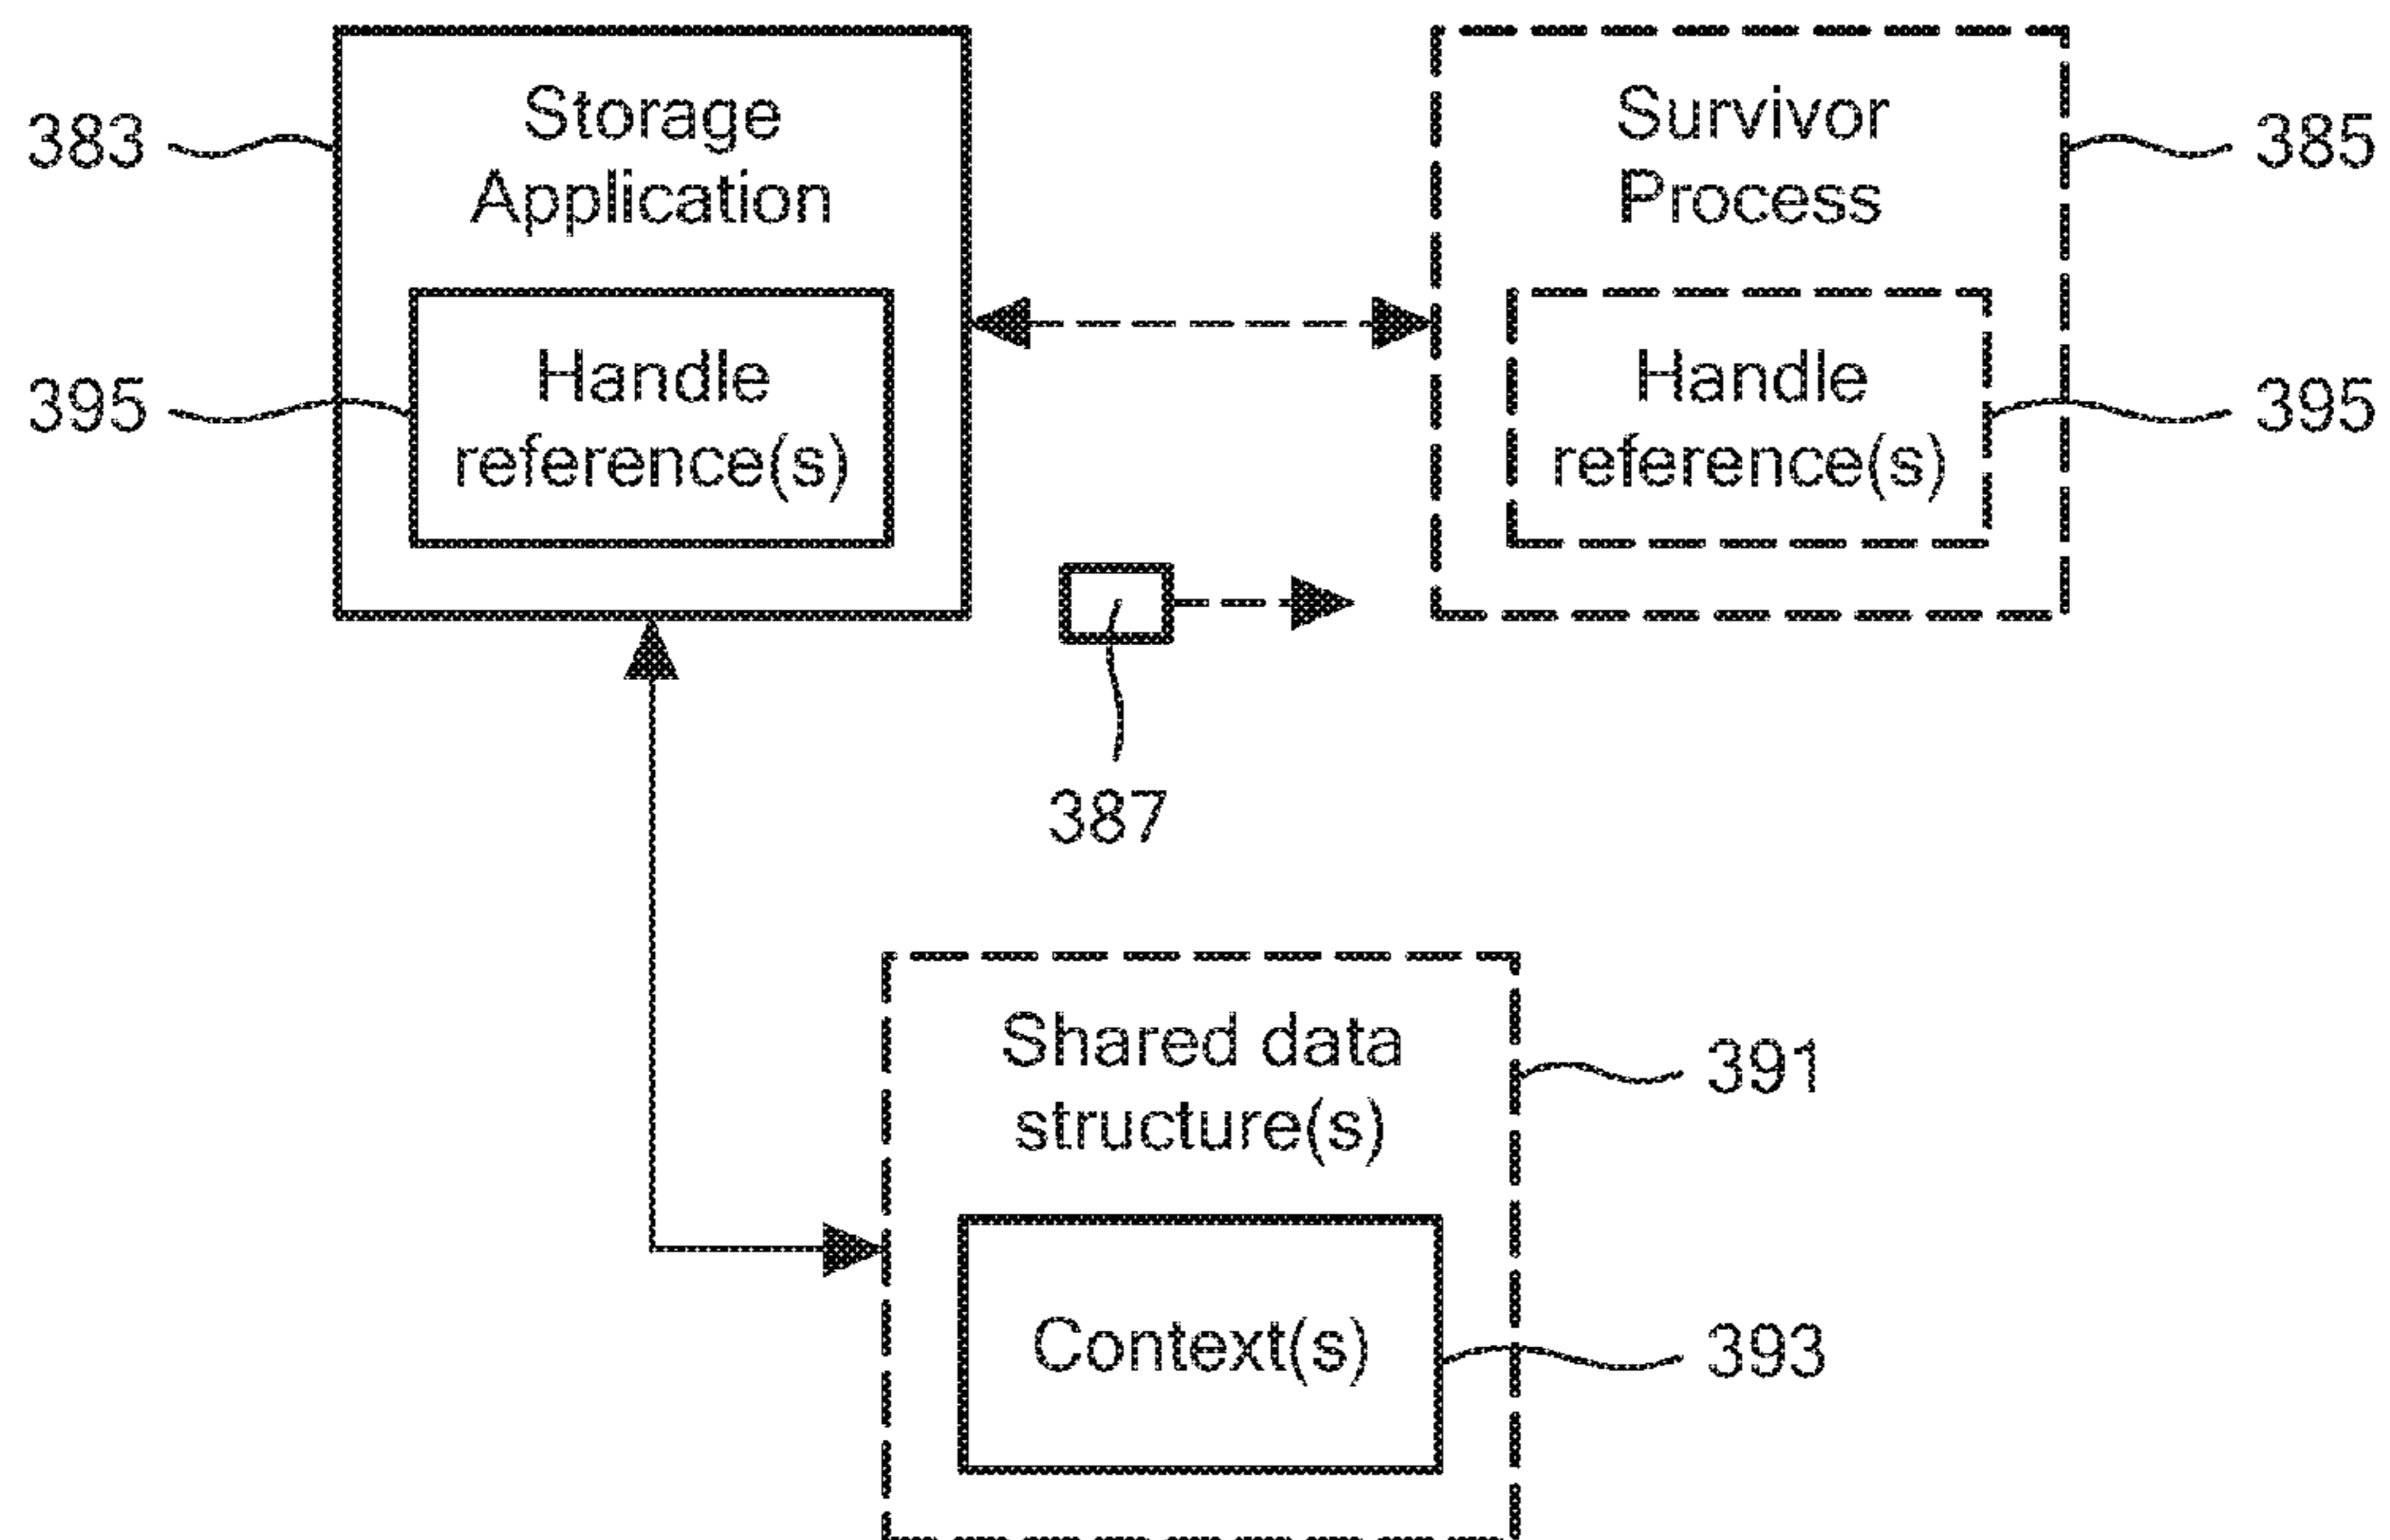 Storage
Application
383
Handle
reference(s)
395
Survivor
Process
385
Handle
reference(s)
395
387
Shared data
structure(s)
391
Context(s)
393